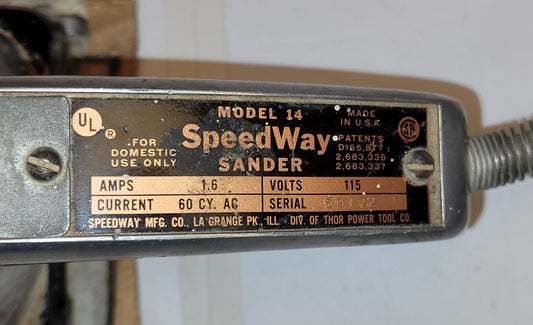 MODEL 14
UL ®
FOR
DOMESTIC
USE ONLY
SpeedWay
SANDER
MADE
IN U.S.A.
PATENTS
D165,877
2,683,336
2,683,337
AMPS 1.6 VOLTS 115
CURRENT 60 CY. AC SERIAL
SPEEDWAY MFG. CO., LA GRANGE PK., ILL. DIV. OF THOR POWER TOOL CO.